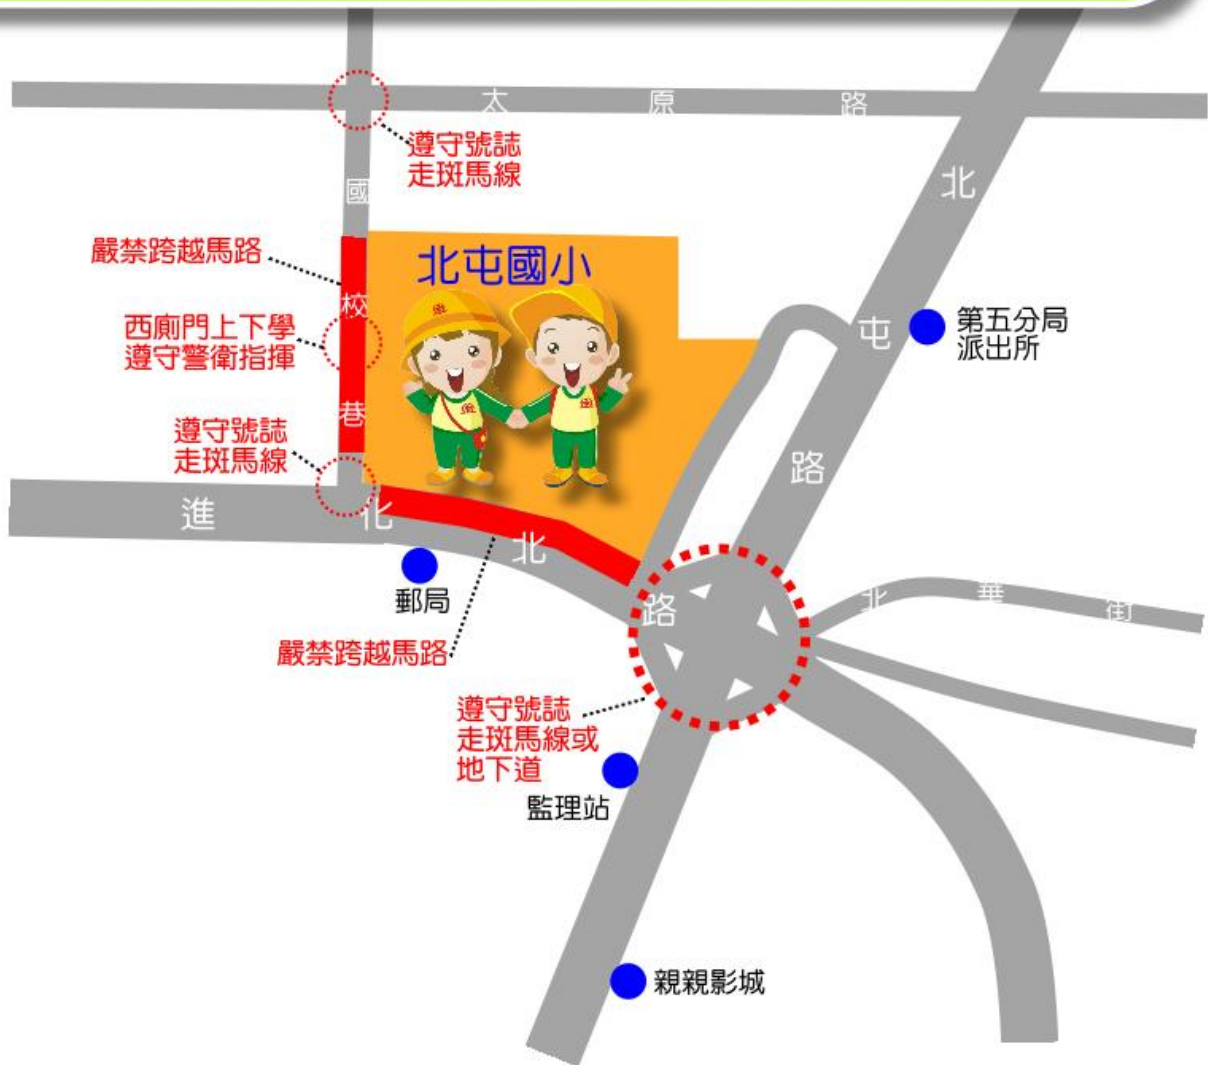 太原路
遵守號誌
走斑馬線
國校巷
北屯路
嚴禁跨越馬路
北屯國小
西廁門上下學
遵守警衛指揮
第五分局
派出所
遵守號誌
走斑馬線
進化北路
郵局
北華街
嚴禁跨越馬路
遵守號誌
走斑馬線或
地下道
監理站
親親影城